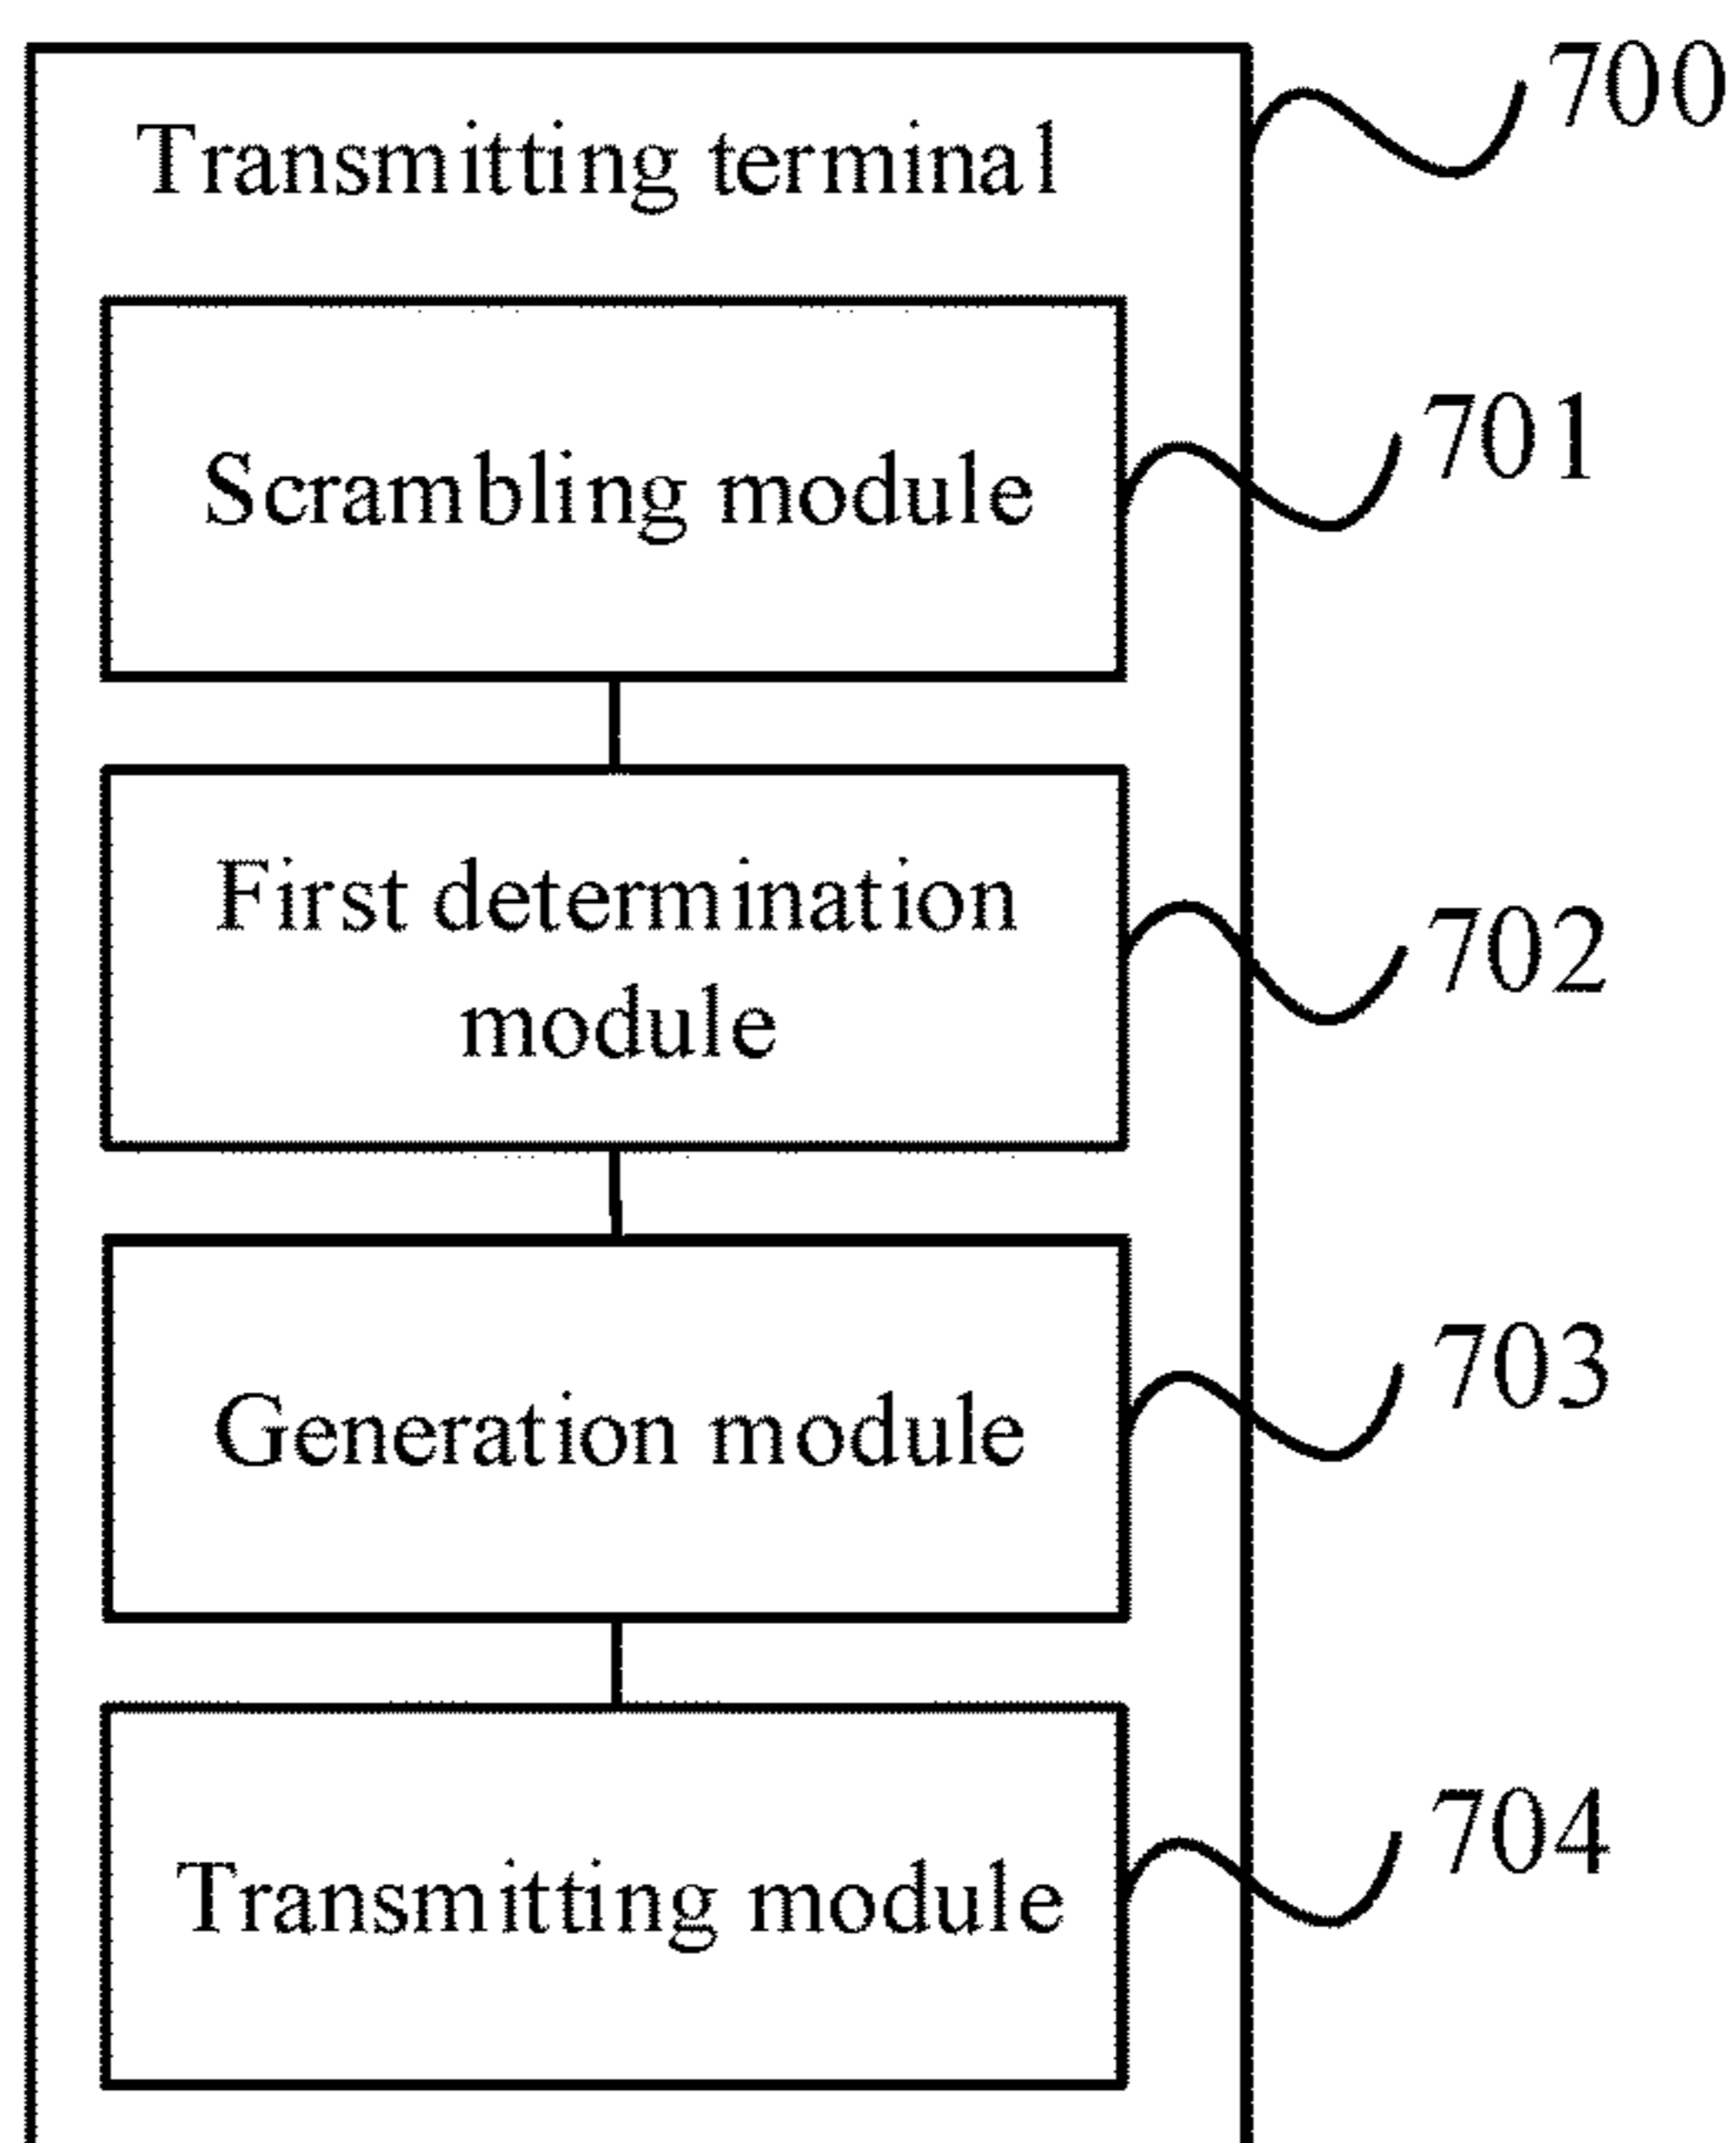 700
Transmitting terminal
701
Scrambling module
702
First determination
module
703
Generation module
704
Transmitting module